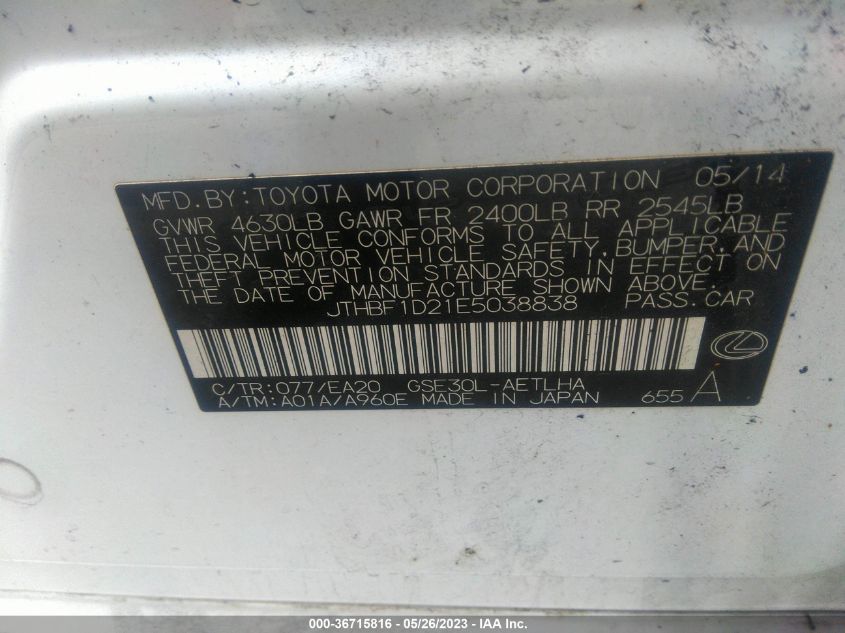 MFD.BY:TOYOTA MOTOR CORPORATION 05/14
GVWR 4630LB GAWR FR 2400LB RR 2545LB
THIS VEHICLE CONFORMS TO ALL APPLICABLE
FEDERAL MOTOR VEHICLE SAFETY,BUMPER,AND
THEFT PREVENTION STANDARDS IN EFFECT ON
THE DATE OF MANUFACTURE SHOWN ABOVE.
JTHBF1D21E5038838 PASS.CAR
C/TR:077/EA20 GSE30L-AETLHA
A/TM:A01A/A960E MADE IN JAPAN 655 A
000-36715816 - 05/26/2023 - IAA Inc.